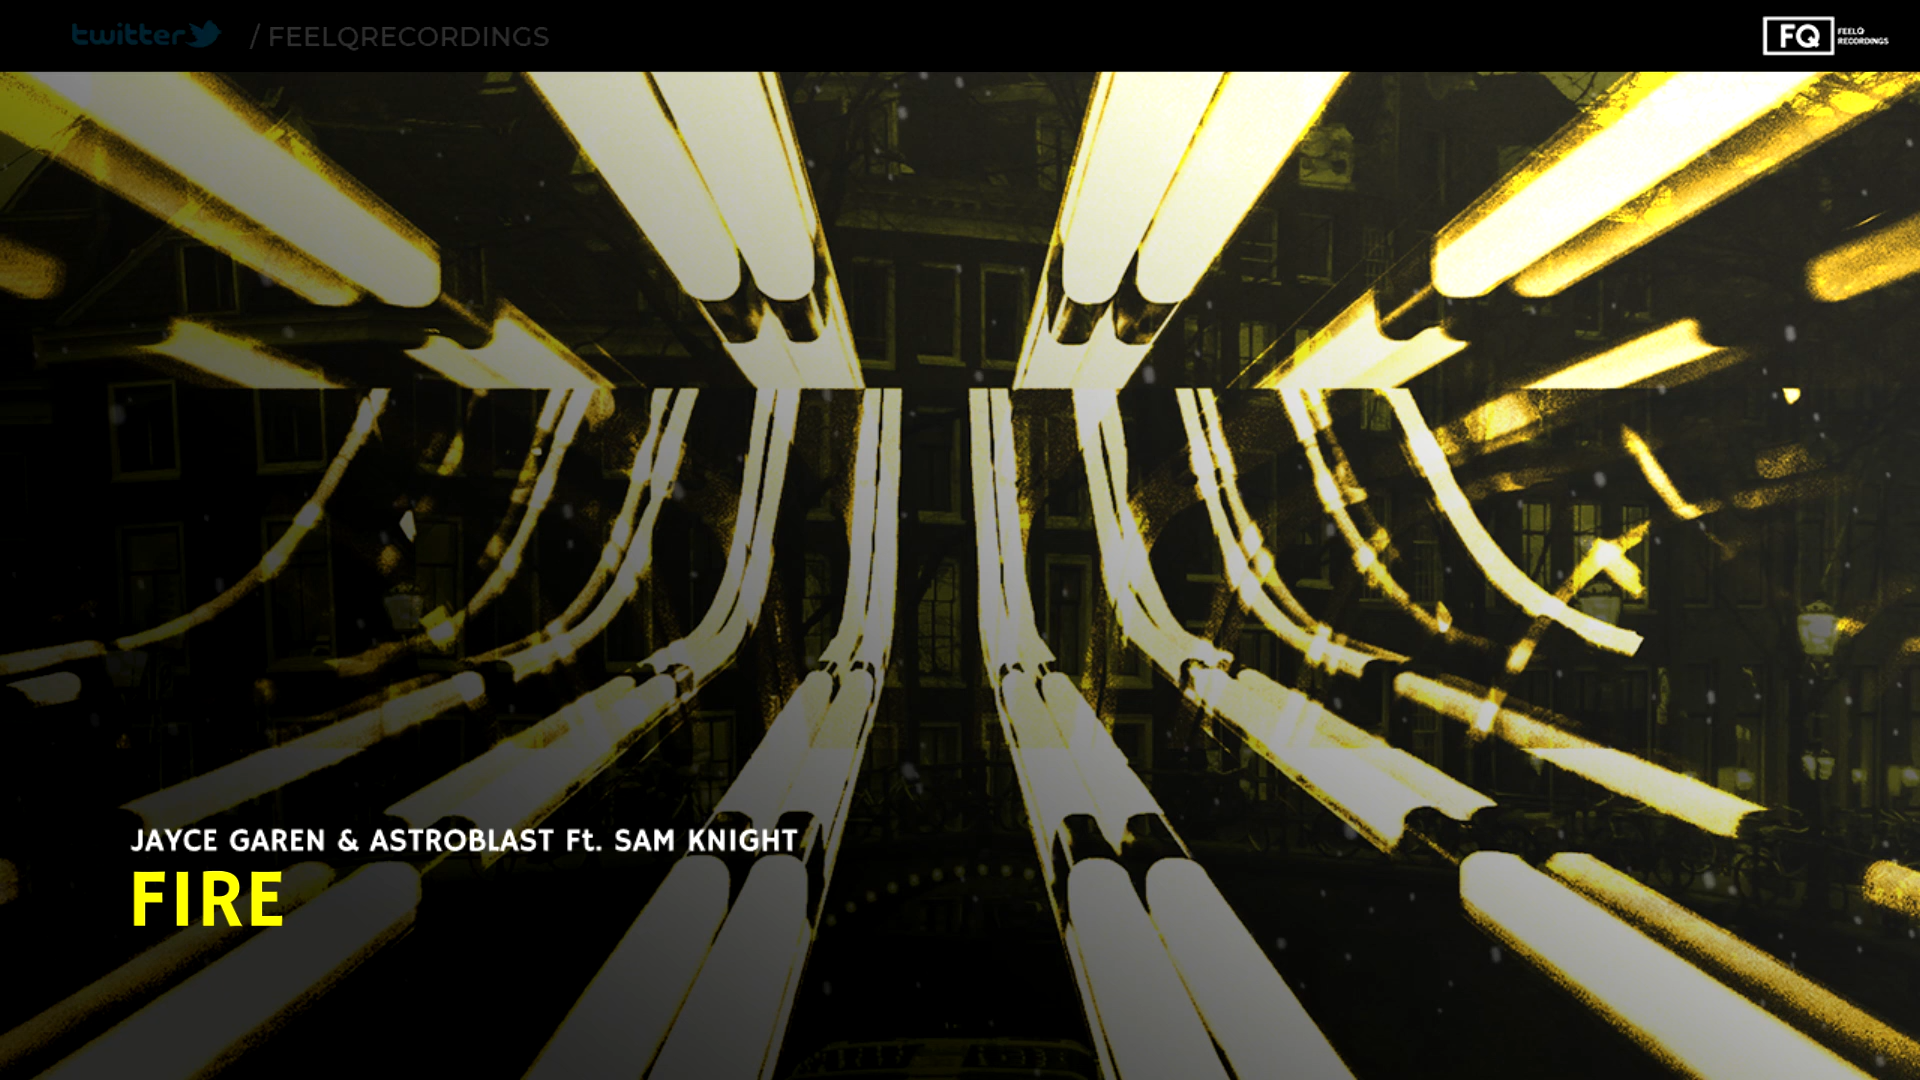 twitter / FEELQRECORDINGS
FQ FEELQ
RECORDINGS
JAYCE GAREN & ASTROBLAST Ft. SAM KNIGHT
FIRE